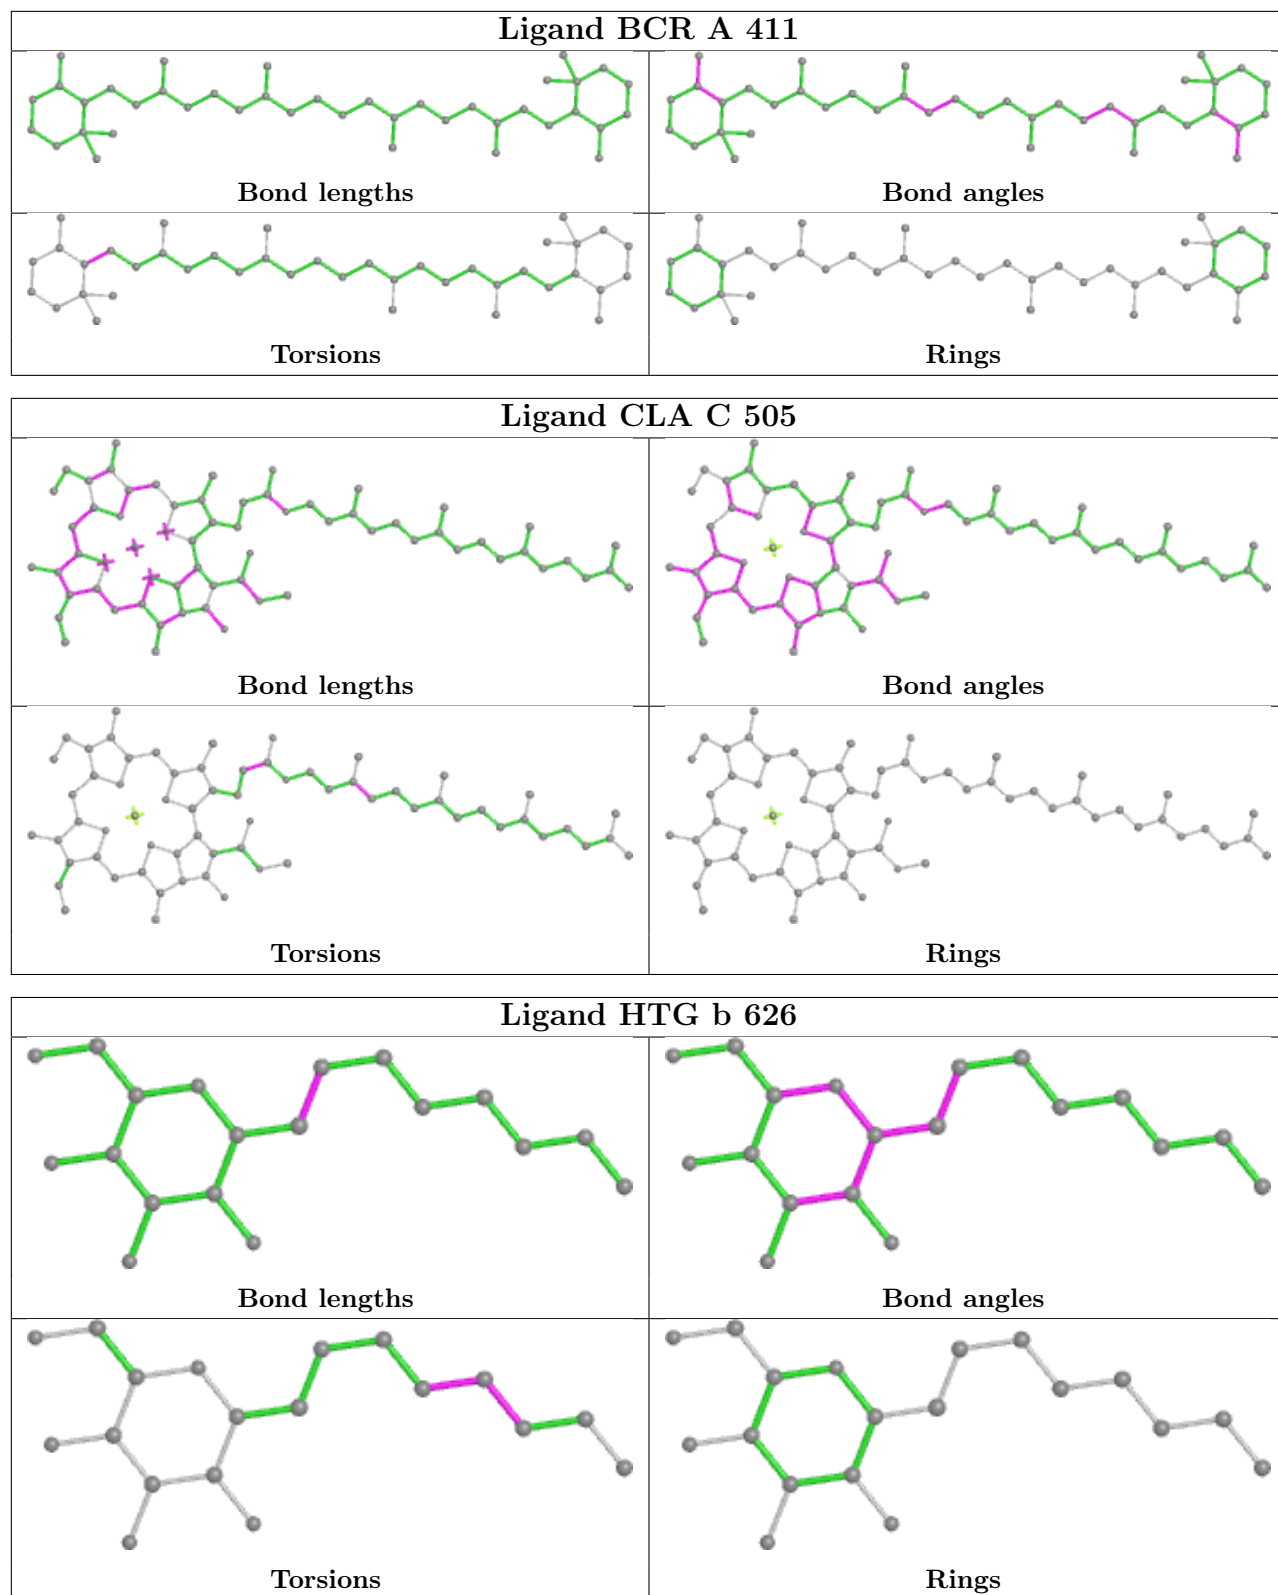 Ligand BCR A 411
Bond lengths
Bond angles
Torsions
Rings
Ligand CLA C 505
Bond lengths
Bond angles
Torsions
Rings
Ligand HTG b 626
Bond lengths
Bond angles
Torsions
Rings